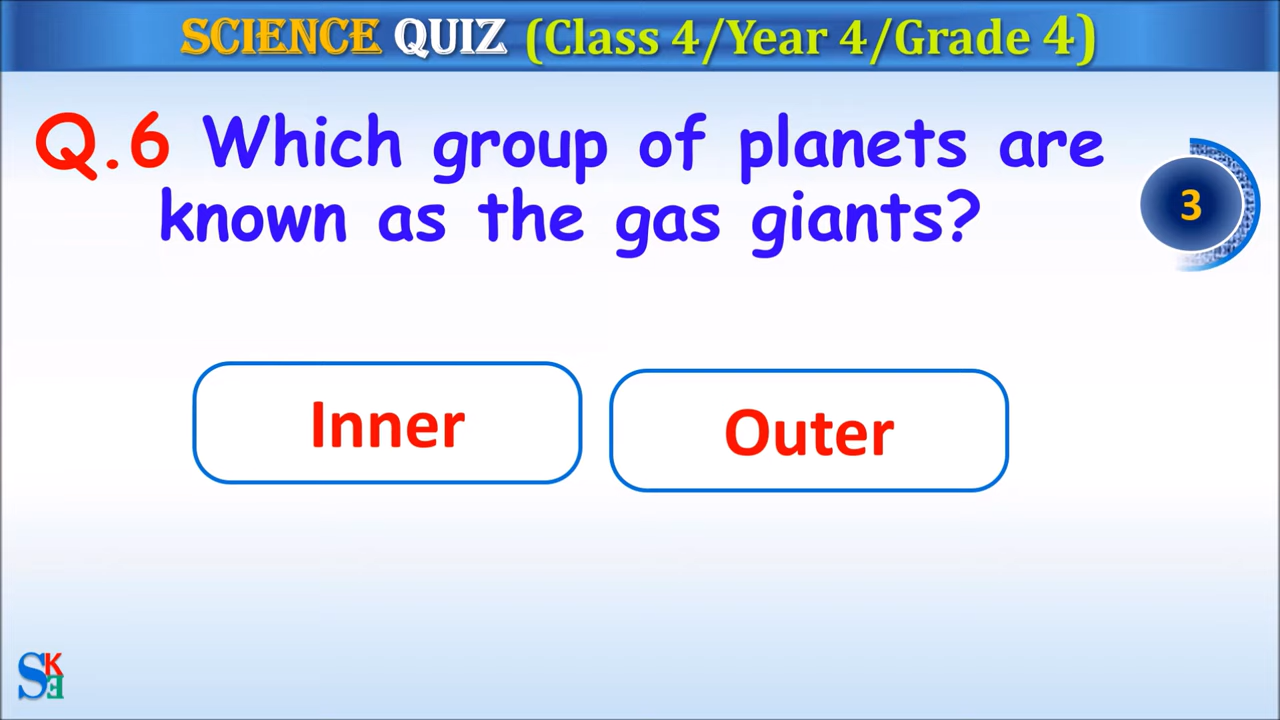 SCIENCE QUIZ (Class 4/Year 4/Grade 4)
Q.6 Which group of planets are
known as the gas giants?
3
Inner
Outer
SKE